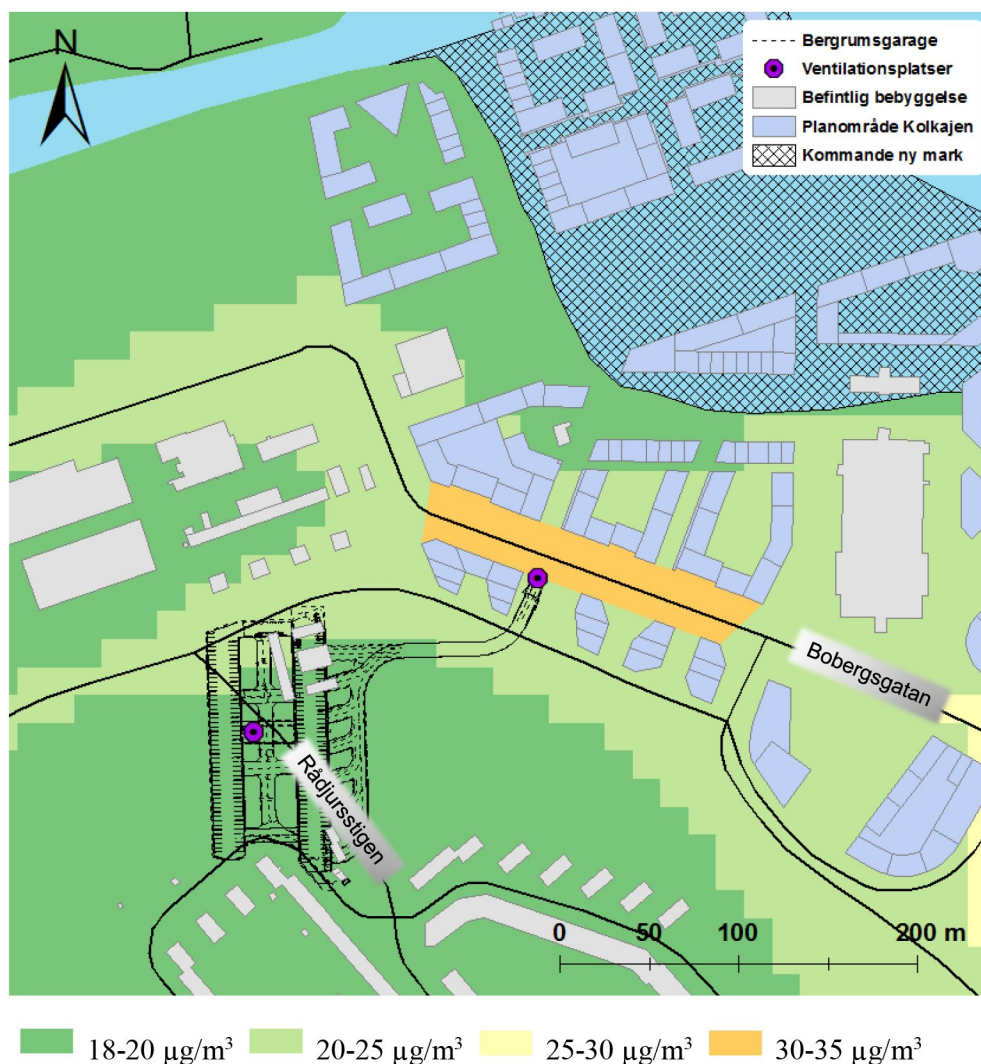 N
Bergrumsgarage
Ventilationsplatser
Befintlig bebyggelse
Planområde Kolkajen
Kommande ny mark
Bobergsgatan
Rådjursstigen
0 50 100 200 m
18-20 µg/m³ 20-25 µg/m³ 25-30 µg/m³ 30-35 µg/m³